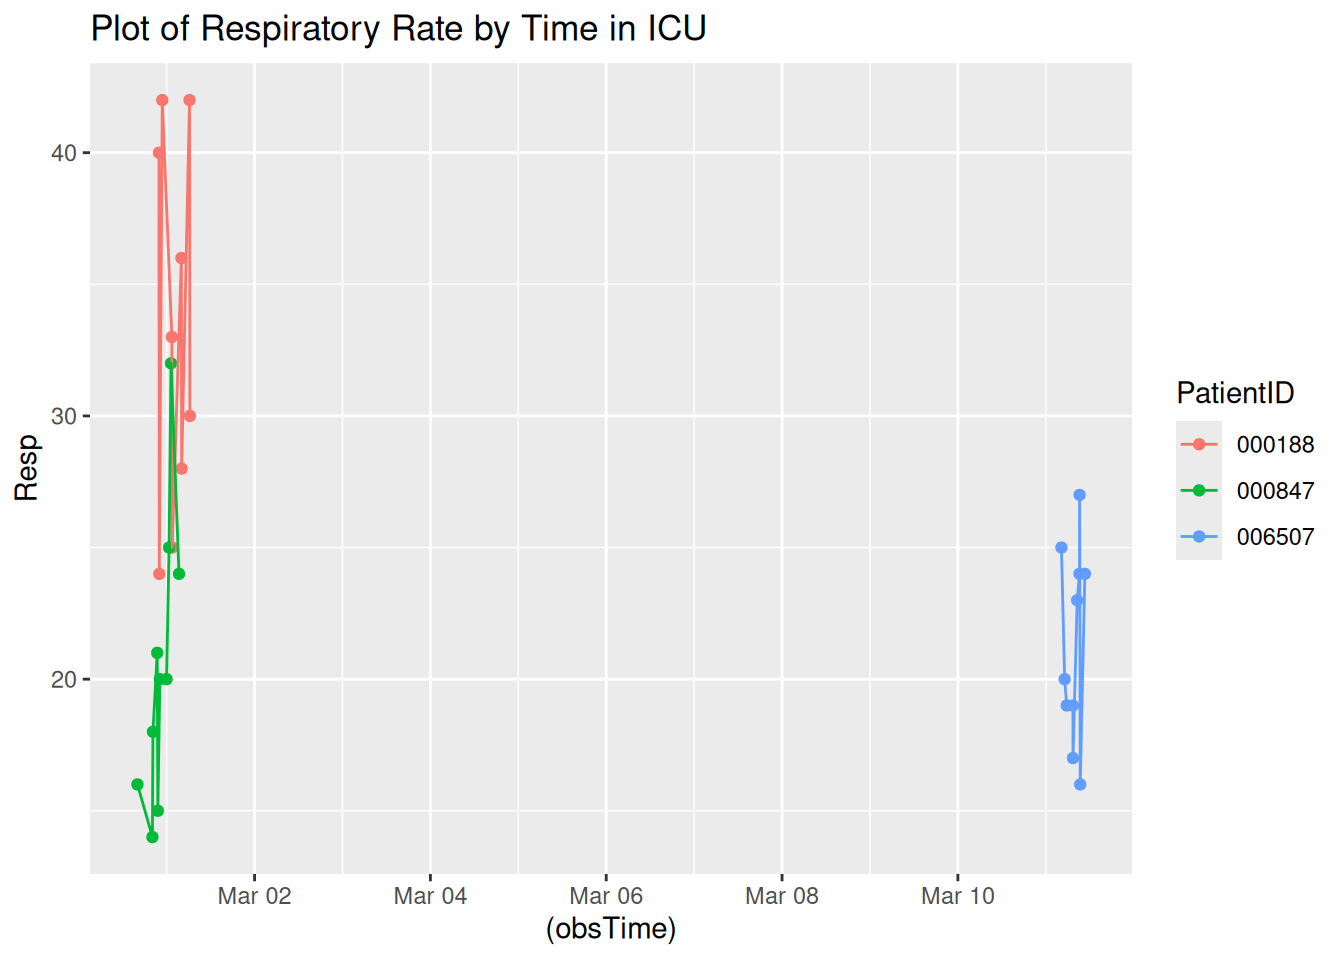 Plot of Respiratory Rate by Time in ICU
40
30
20
Resp
Mar 02
Mar 04
Mar 06
Mar 08
Mar 10
(obsTime)
PatientID
000188
000847
006507